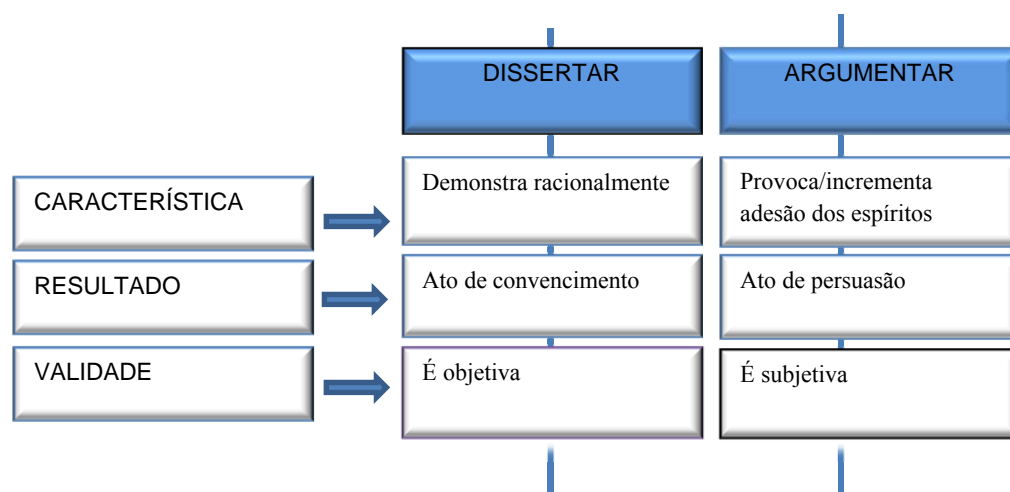 DISSERTAR
ARGUMENTAR
CARACTERÍSTICA
Demonstra racionalmente
Provoca/incrementa
adesão dos espíritos
RESULTADO
Ato de convencimento
Ato de persuasão
VALIDADE
É objetiva
É subjetiva